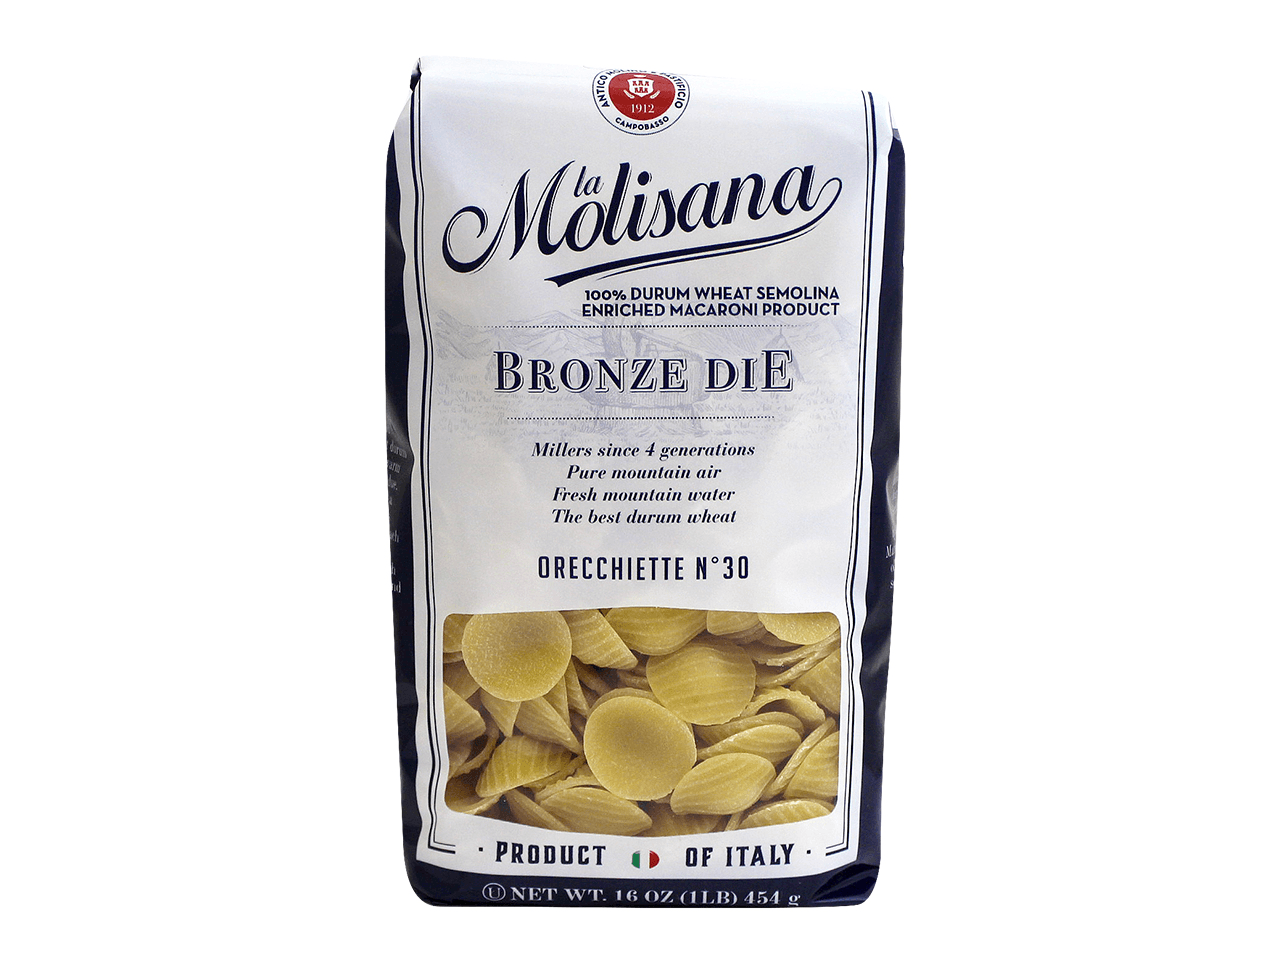 ANTICO MOLINO E PASTIFICIO
1912
CAMPOBASSO
la
Molisana
100% DURUM WHEAT SEMOLINA
ENRICHED MACARONI PRODUCT
BRONZE DIE
Millers since 4 generations
Pure mountain air
Fresh mountain water
The best durum wheat
ORECCHIETTE N°30
· PRODUCT OF ITALY ·
U NET WT. 16 OZ (1LB) 454 g